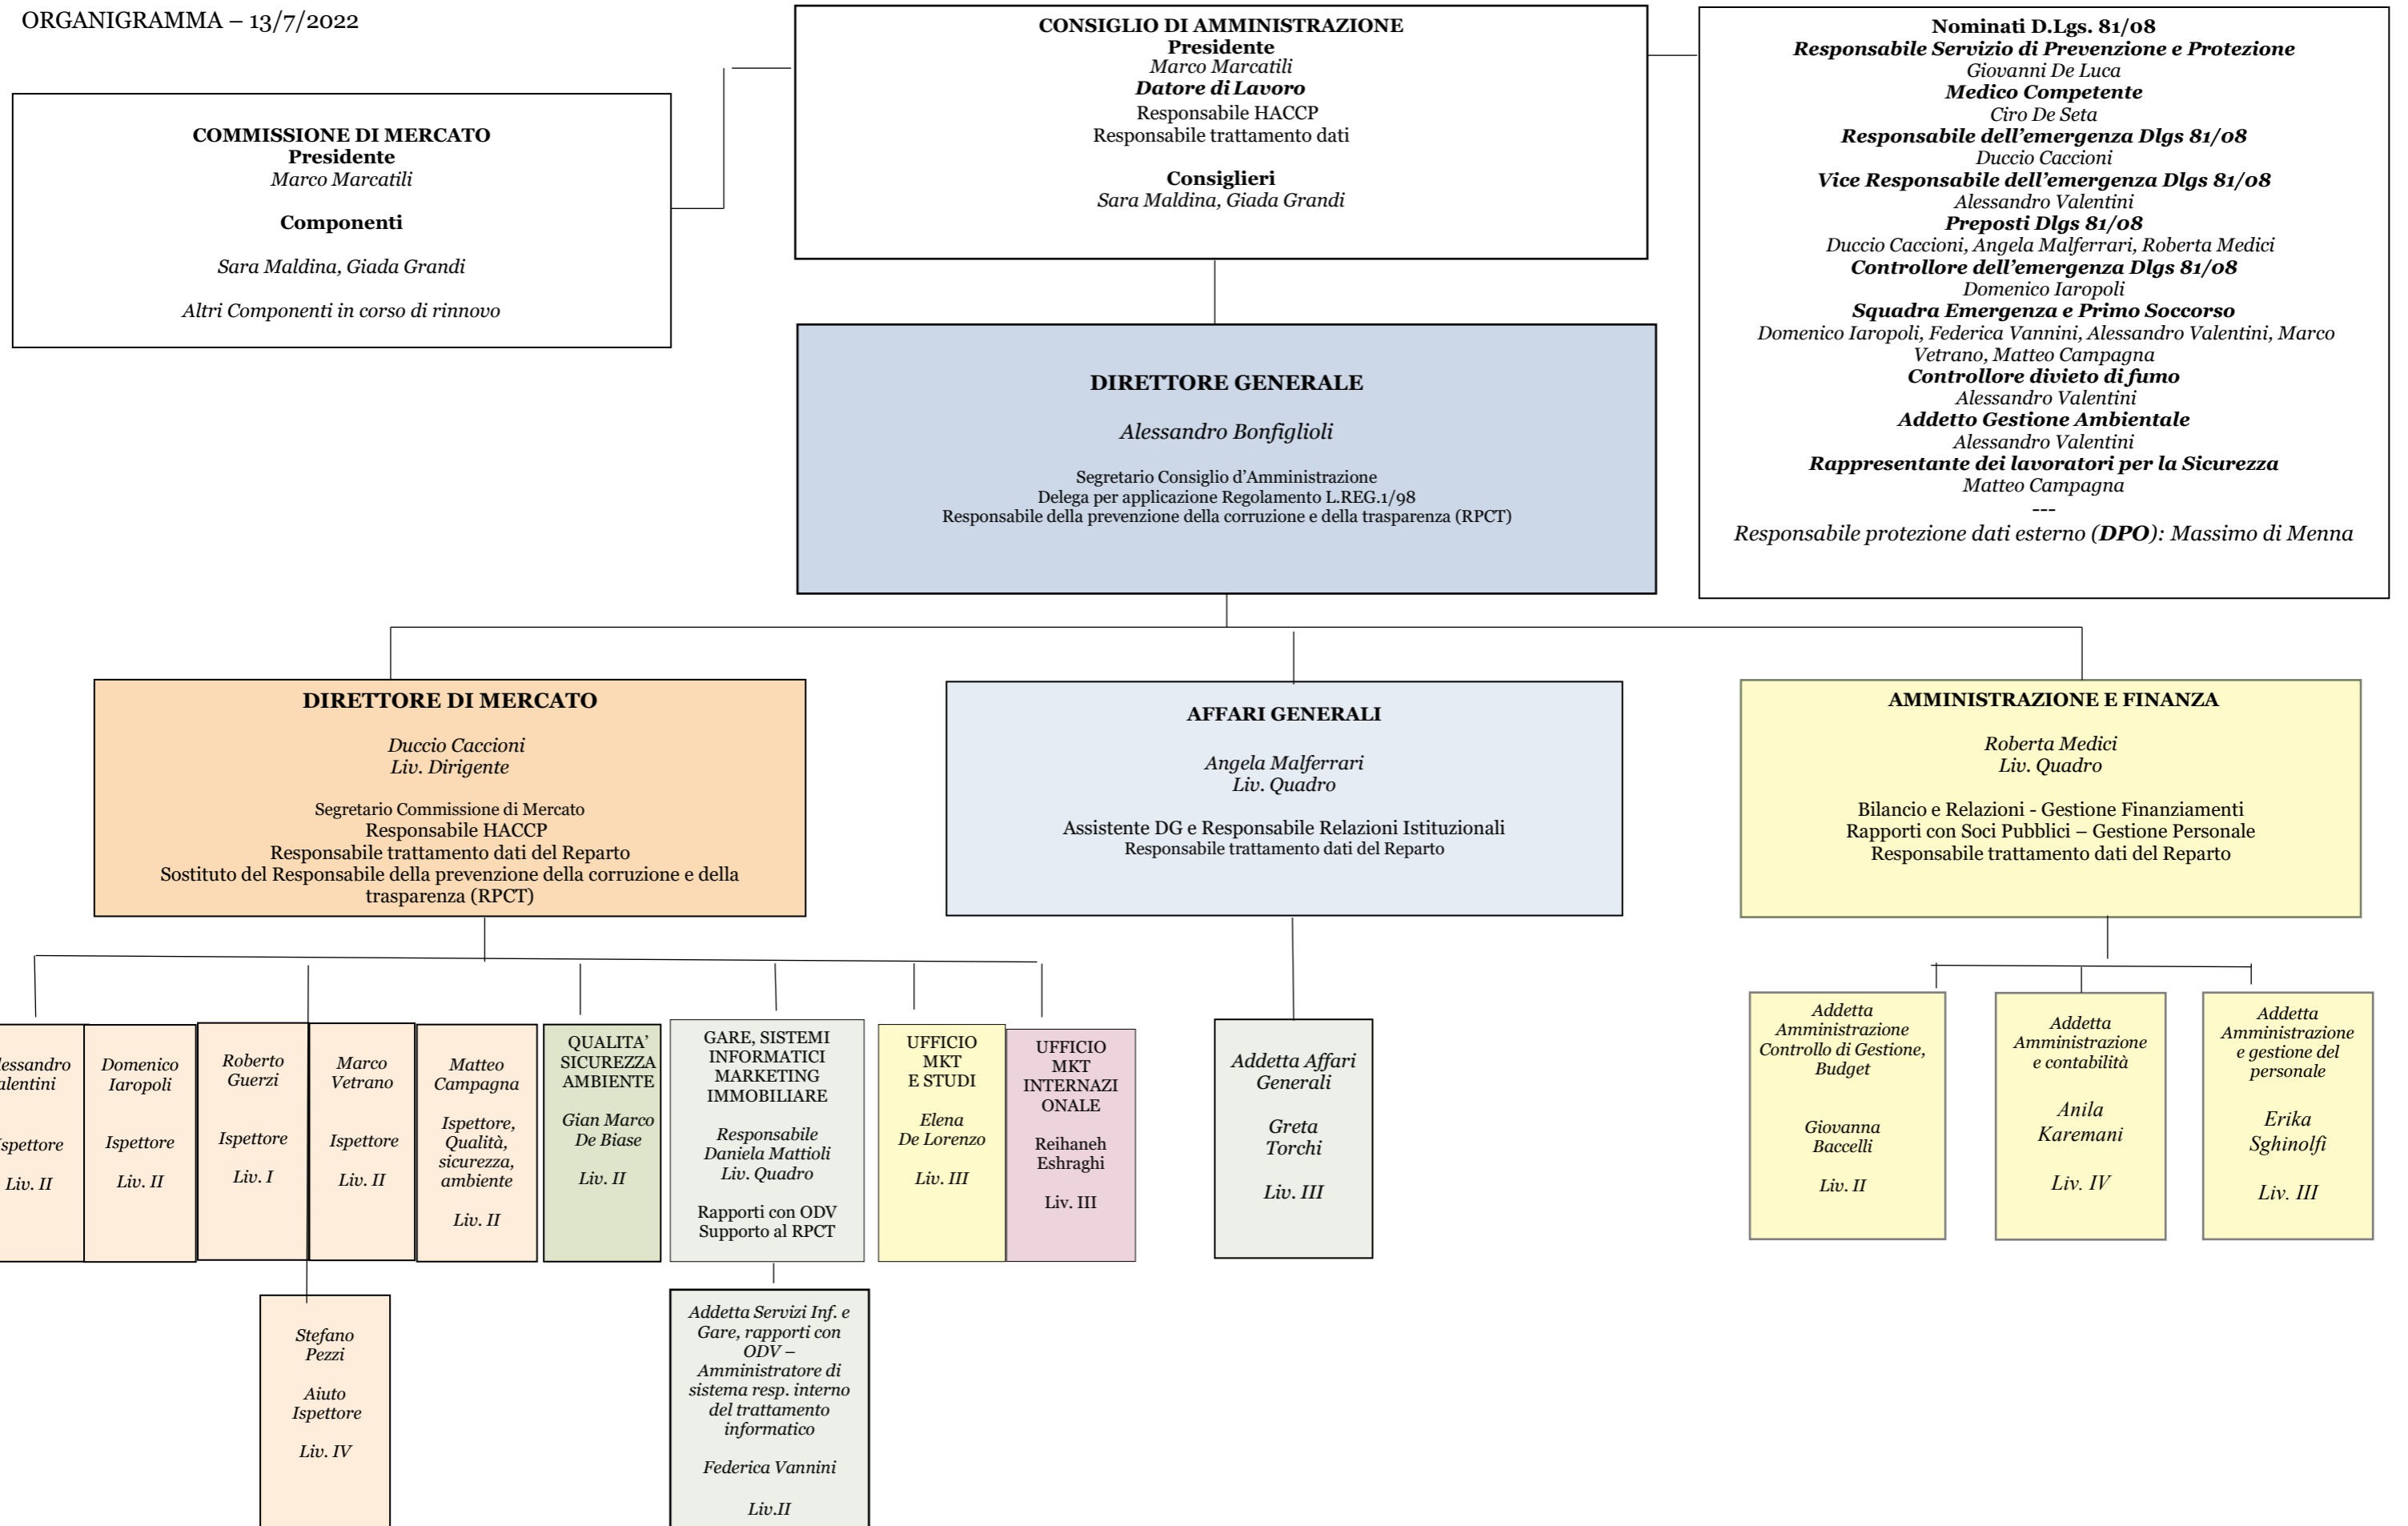 ORGANIGRAMMA – 13/7/2022
CONSIGLIO DI AMMINISTRAZIONE
Presidente
Marco Marcatili
Datore di Lavoro
Responsabile HACCP
Responsabile trattamento dati
Consiglieri
Sara Maldina, Giada Grandi
COMMISSIONE DI MERCATO
Presidente
Marco Marcatili
Componenti
Sara Maldina, Giada Grandi
Altri Componenti in corso di rinnovo
Nominati D.Lgs. 81/08
Responsabile Servizio di Prevenzione e Protezione
Giovanni De Luca
Medico Competente
Ciro De Seta
Responsabile dell’emergenza Dlgs 81/08
Duccio Caccioni
Vice Responsabile dell’emergenza Dlgs 81/08
Alessandro Valentini
Preposti Dlgs 81/08
Duccio Caccioni, Angela Malferrari, Roberta Medici
Controllore dell’emergenza Dlgs 81/08
Domenico Iaropoli
Squadra Emergenza e Primo Soccorso
Domenico Iaropoli, Federica Vannini, Alessandro Valentini, Marco
Vetrano, Matteo Campagna
Controllore divieto di fumo
Alessandro Valentini
Addetto Gestione Ambientale
Alessandro Valentini
Rappresentante dei lavoratori per la Sicurezza
Matteo Campagna
---
Responsabile protezione dati esterno (DPO): Massimo di Menna
DIRETTORE GENERALE
Alessandro Bonfiglioli
Segretario Consiglio d’Amministrazione
Delega per applicazione Regolamento L.REG.1/98
Responsabile della prevenzione della corruzione e della trasparenza (RPCT)
DIRETTORE DI MERCATO
Duccio Caccioni
Liv. Dirigente
Segretario Commissione di Mercato
Responsabile HACCP
Responsabile trattamento dati del Reparto
Sostituto del Responsabile della prevenzione della corruzione e della
trasparenza (RPCT)
AFFARI GENERALI
Angela Malferrari
Liv. Quadro
Assistente DG e Responsabile Relazioni Istituzionali
Responsabile trattamento dati del Reparto
AMMINISTRAZIONE E FINANZA
Roberta Medici
Liv. Quadro
Bilancio e Relazioni - Gestione Finanziamenti
Rapporti con Soci Pubblici – Gestione Personale
Responsabile trattamento dati del Reparto
lessandro
alentini
spettore
Liv. II
Domenico
Iaropoli
Ispettore
Liv. II
Roberto
Guerzi
Ispettore
Liv. I
Marco
Vetrano
Ispettore
Liv. II
Matteo
Campagna
Ispettore,
Qualità,
sicurezza,
ambiente
Liv. II
QUALITA’
SICUREZZA
AMBIENTE
Gian Marco
De Biase
Liv. II
GARE, SISTEMI
INFORMATICI
MARKETING
IMMOBILIARE
Responsabile
Daniela Mattioli
Liv. Quadro
Rapporti con ODV
Supporto al RPCT
UFFICIO
MKT
E STUDI
Elena
De Lorenzo
Liv. III
UFFICIO
MKT
INTERNAZI
ONALE
Reihaneh
Eshraghi
Liv. III
Addetta Affari
Generali
Greta
Torchi
Liv. III
Addetta
Amministrazione
Controllo di Gestione,
Budget
Giovanna
Baccelli
Liv. II
Addetta
Amministrazione
e contabilità
Anila
Karemani
Liv. IV
Addetta
Amministrazione
e gestione del
personale
Erika
Sghinolfi
Liv. III
Stefano
Pezzi
Aiuto
Ispettore
Liv. IV
Addetta Servizi Inf. e
Gare, rapporti con
ODV –
Amministratore di
sistema resp. interno
del trattamento
informatico
Federica Vannini
Liv.II